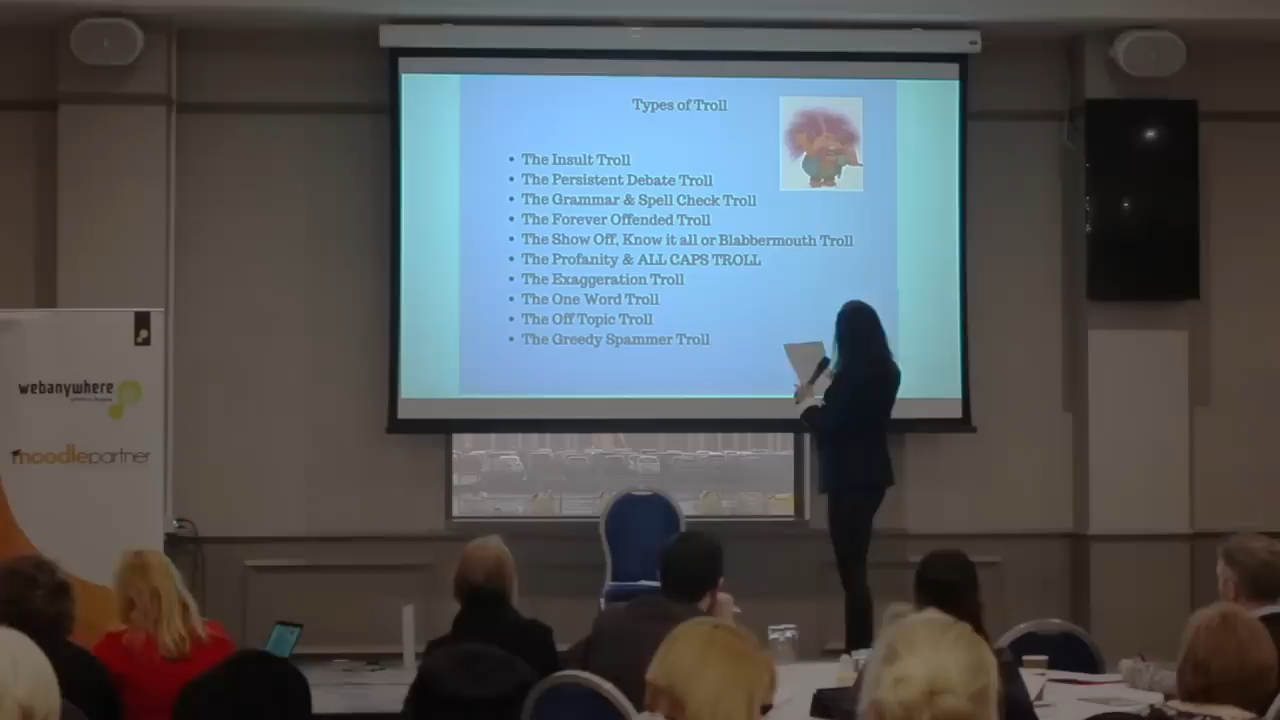 Types of Troll
• The Insult Troll
• The Persistent Debate Troll
• The Grammar & Spell Check Troll
• The Forever Offended Troll
• The Show Off, Know it all or Blabbermouth Troll
• The Profanity & ALL CAPS TROLL
• The Exaggeration Troll
• The One Word Troll
• The Off Topic Troll
• The Greedy Spammer Troll
webanywhere
moodlepartner